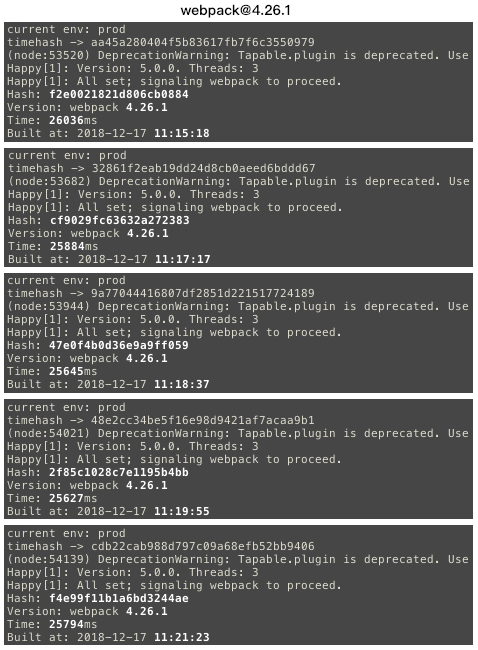 webpack@4.26.1
current env: prod
timehash -> aa45a280404f5b83617fb7f6c3550979
(node:53520) DeprecationWarning: Tapable.plugin is deprecated. Use
Happy[1]: Version: 5.0.0. Threads: 3
Happy[1]: All set; signaling webpack to proceed.
Hash: f2e0021821d806cb0884
Version: webpack 4.26.1
Time: 26036ms
Built at: 2018-12-17 11:15:18
current env: prod
timehash -> 32861f2eab19dd24d8cb0aeed6bddd67
(node:53682) DeprecationWarning: Tapable.plugin is deprecated. Use
Happy[1]: Version: 5.0.0. Threads: 3
Happy[1]: All set; signaling webpack to proceed.
Hash: cf9029fc63632a272383
Version: webpack 4.26.1
Time: 25884ms
Built at: 2018-12-17 11:17:17
current env: prod
timehash -> 9a77044416807df2851d221517724189
(node:53944) DeprecationWarning: Tapable.plugin is deprecated. Use
Happy[1]: Version: 5.0.0. Threads: 3
Happy[1]: All set; signaling webpack to proceed.
Hash: 47e0f4b0d36e9a9ff059
Version: webpack 4.26.1
Time: 25645ms
Built at: 2018-12-17 11:18:37
current env: prod
timehash -> 48e2cc34be5f16e98d9421af7acaa9b1
(node:54021) DeprecationWarning: Tapable.plugin is deprecated. Use
Happy[1]: Version: 5.0.0. Threads: 3
Happy[1]: All set; signaling webpack to proceed.
Hash: 2f85c1028c7e1195b4bb
Version: webpack 4.26.1
Time: 25627ms
Built at: 2018-12-17 11:19:55
current env: prod
timehash -> cdb22cab988d797c09a68efb52bb9406
(node:54139) DeprecationWarning: Tapable.plugin is deprecated. Use
Happy[1]: Version: 5.0.0. Threads: 3
Happy[1]: All set; signaling webpack to proceed.
Hash: f4e99f11b1a6bd3244ae
Version: webpack 4.26.1
Time: 25794ms
Built at: 2018-12-17 11:21:23